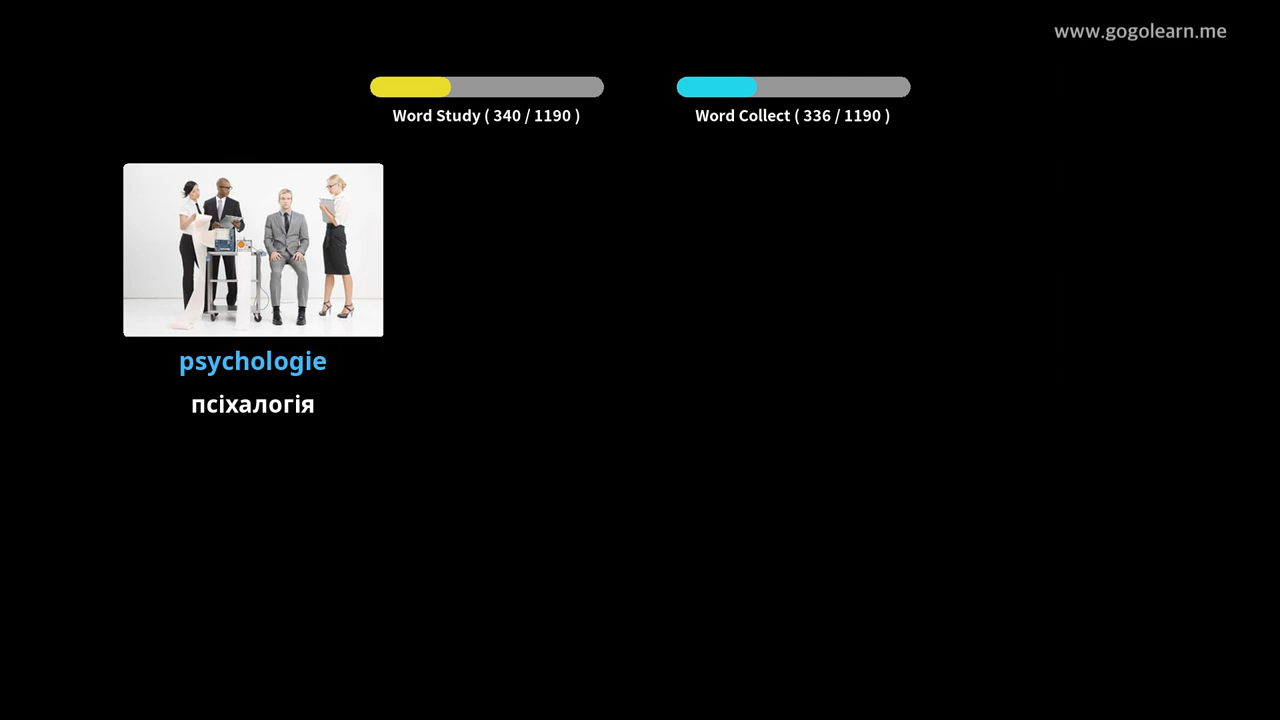 www.gogolearn.me
Word Study ( 340 / 1190 )
Word Collect ( 336 / 1190 )
psychologie
псіхалогія